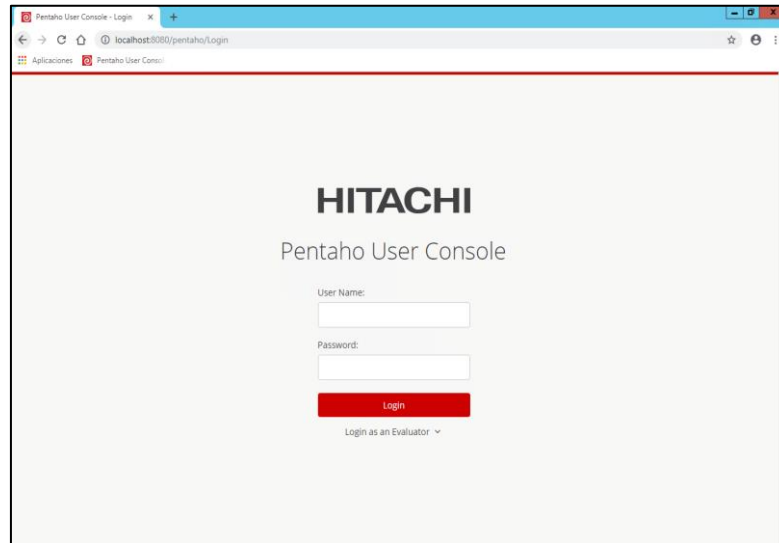 Pentaho User Console - Login
localhost:8080/pentaho/Login
Aplicaciones Pentaho User Conso
HITACHI
Pentaho User Console
User Name:
Password:
Login
Login as an Evaluator